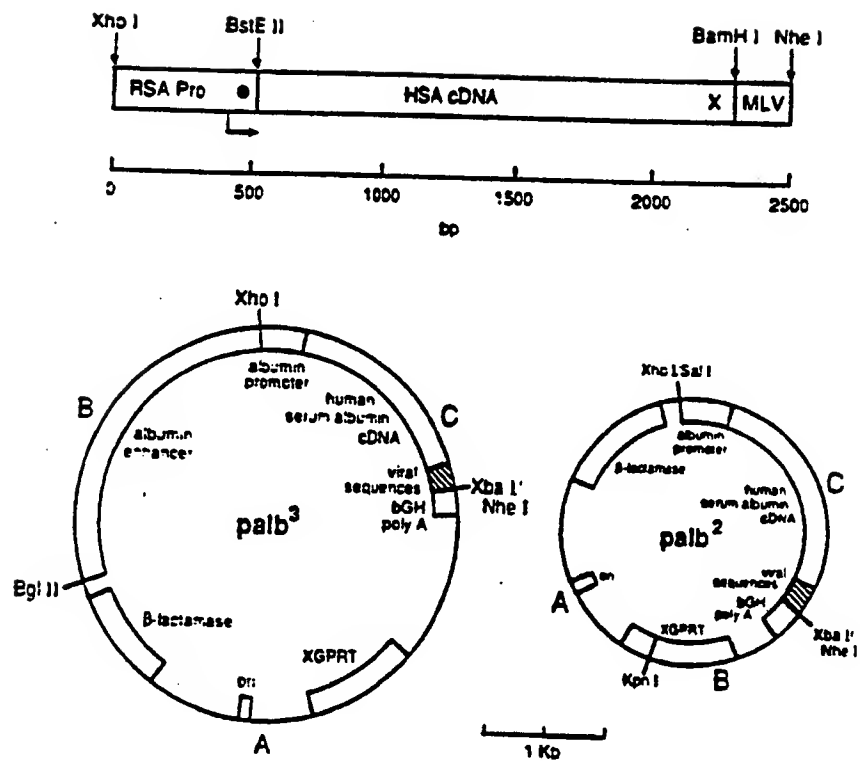 Xho I BstE II BamH I Nhe I
RSA Pro HSA cDNA X MLV
0 500 1000 1500 2000 2500
bp
Xho I
B
albumin
promoter
human
serum albumin
cDNA
C
albumin
enhancer
viral
sequences
bGH
poly A
Xba I'
Nhe I
palb³
Bgl II
β-lactamase
XGPRT
ori
A
Xho I/Sal I
albumin
promoter
β-lactamase
C
human
serum albumin
cDNA
palb²
ori
A
viral
sequences
bGH
poly A
XGPRT
Xba I'
Nhe I
Kpn I
B
1 Kp